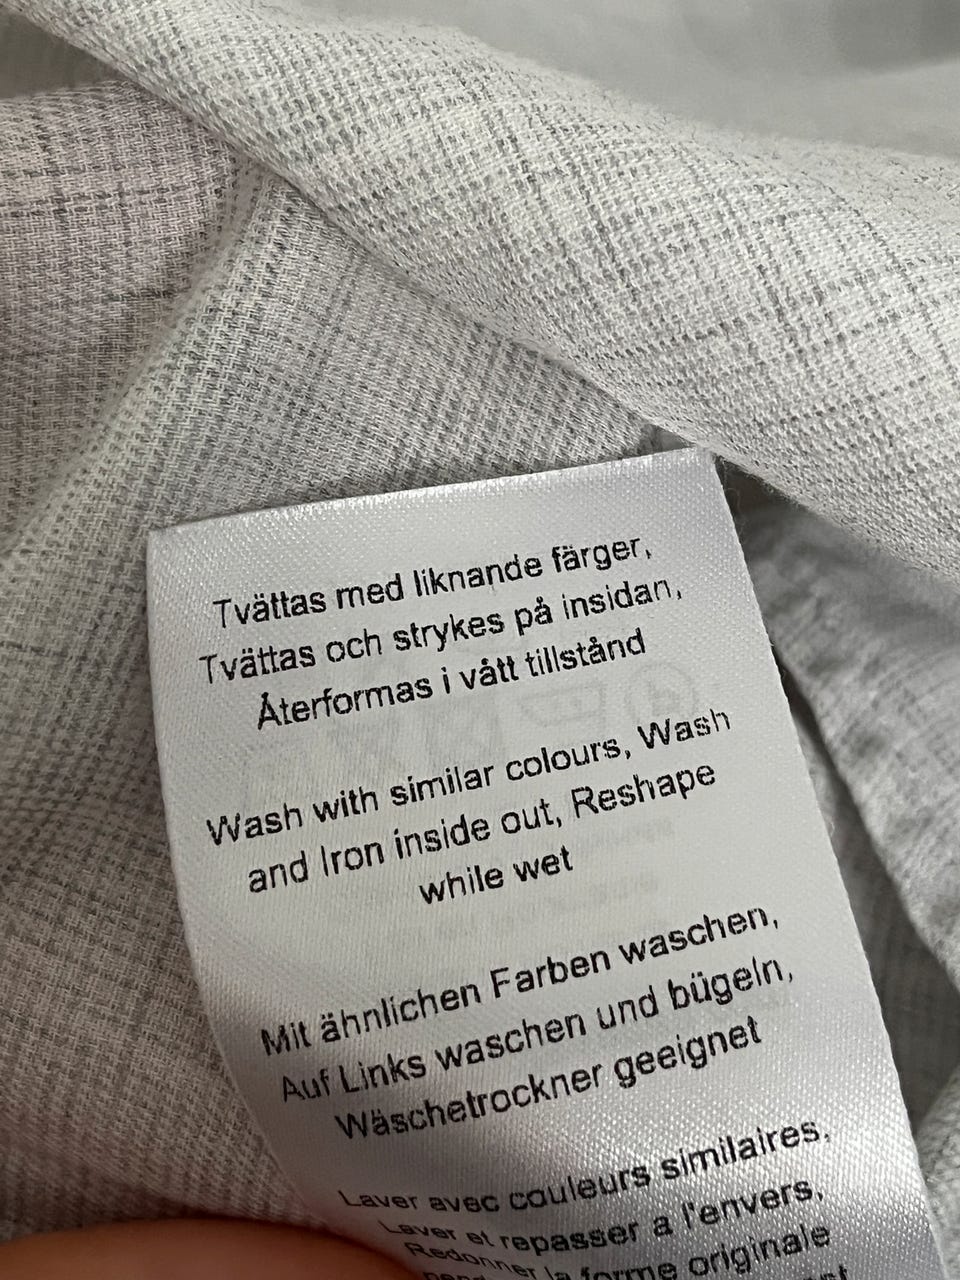 Tvättas med liknande färger,
Tvättas och strykes på insidan,
Återformas i vått tillstånd
Wash with similar colours, Wash
and Iron inside out, Reshape
while wet
Mit ähnlichen Farben waschen,
Auf Links waschen und bügeln,
Wäschetrockner geeignet
Laver avec couleurs similaires,
Laver et repasser a l'envers,
Redonner la forme originale